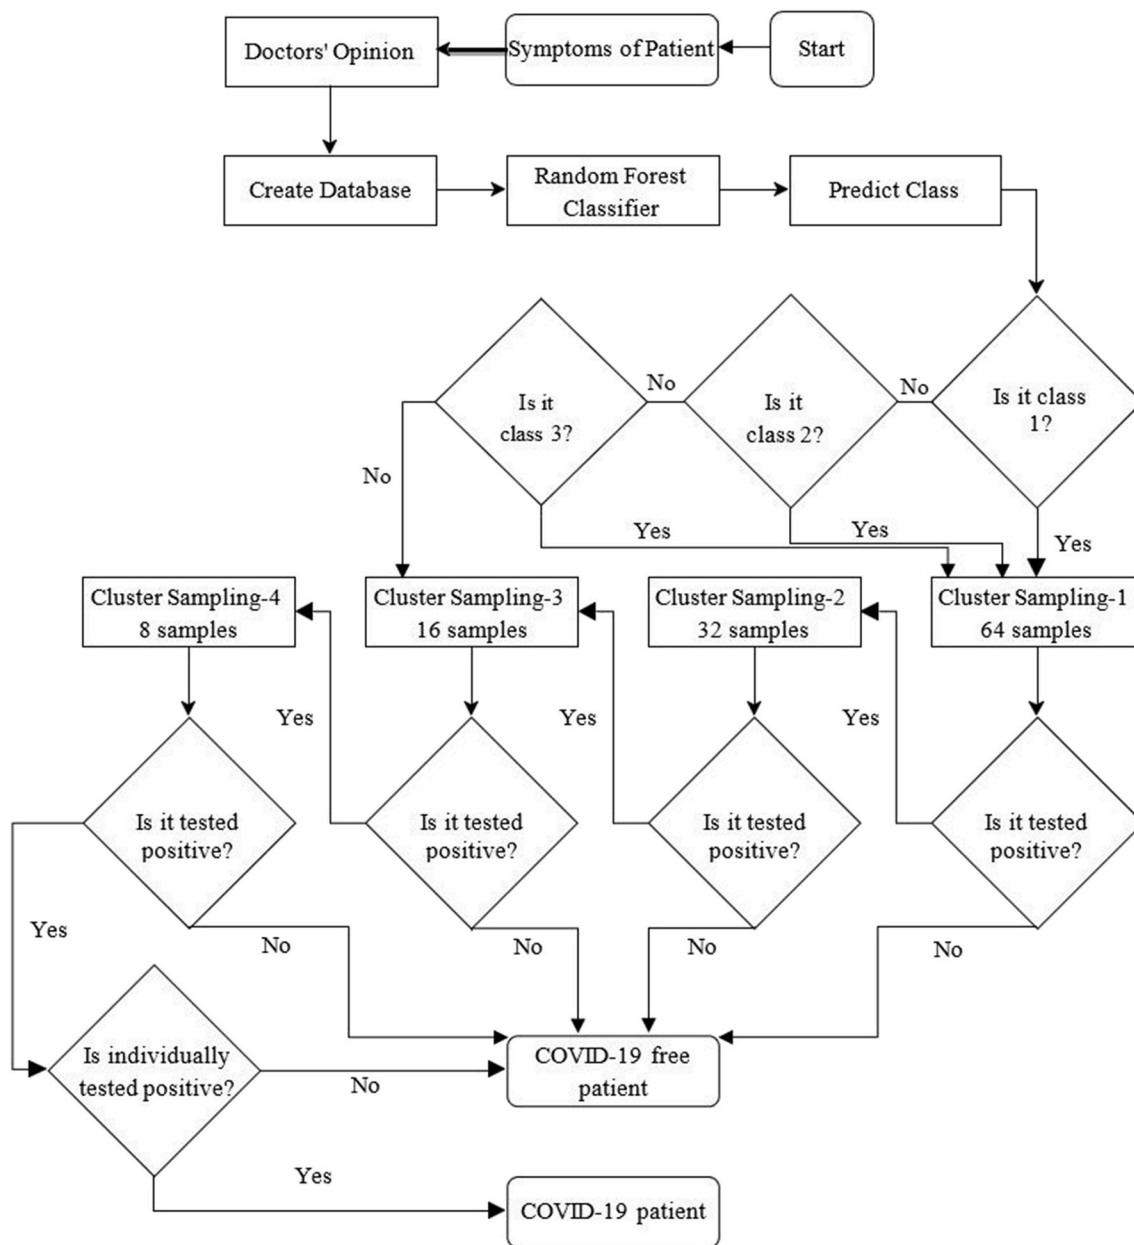 Doctors' Opinion
Symptoms of Patient
Start
Create Database
Random Forest
Classifier
Predict Class
Is it
class 3?
No
Is it
class 2?
No
Is it class
1?
No
Yes
Yes
Yes
Cluster Sampling-4
8 samples
Cluster Sampling-3
16 samples
Cluster Sampling-2
32 samples
Cluster Sampling-1
64 samples
Yes
Yes
Yes
Is it tested
positive?
Is it tested
positive?
Is it tested
positive?
Is it tested
positive?
Yes
No
No
No
No
Is individually
tested positive?
No
COVID-19 free
patient
Yes
COVID-19 patient